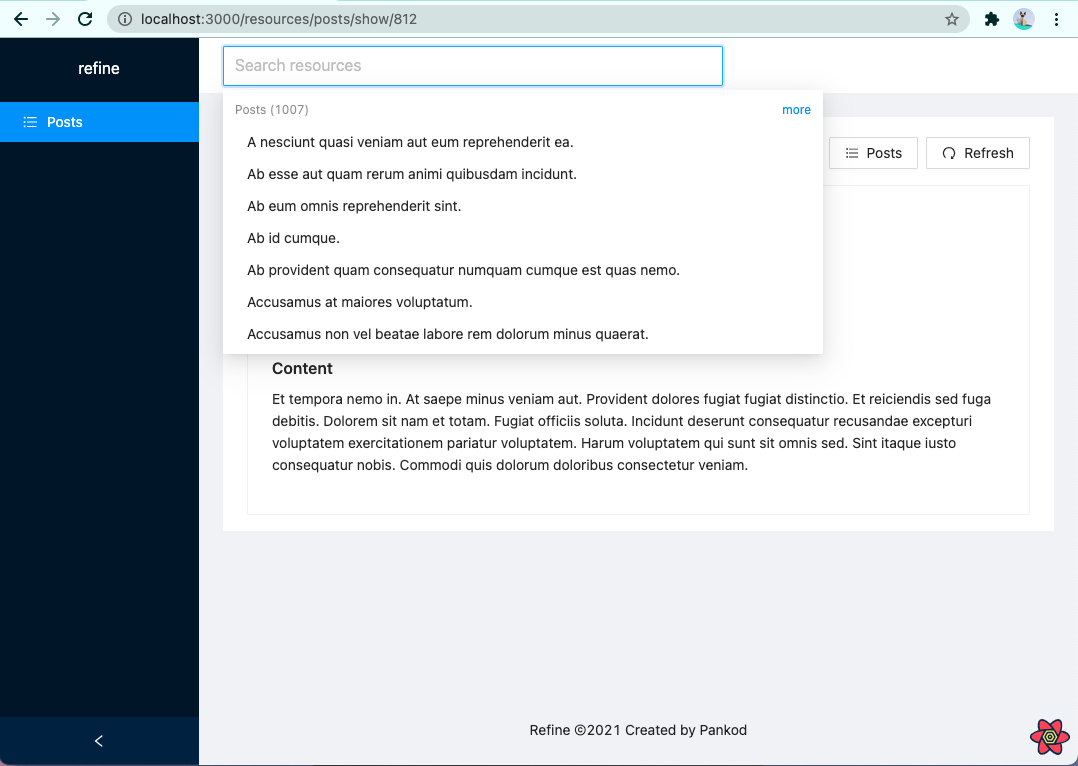 localhost:3000/resources/posts/show/812
refine
Search resources
Posts
Posts (1007)
more
A nesciunt quasi veniam aut eum reprehenderit ea.
Ab esse aut quam rerum animi quibusdam incidunt.
Ab eum omnis reprehenderit sint.
Ab id cumque.
Ab provident quam consequatur numquam cumque est quas nemo.
Accusamus at maiores voluptatum.
Accusamus non vel beatae labore rem dolorum minus quaerat.
Posts
Refresh
Content
Et tempora nemo in. At saepe minus veniam aut. Provident dolores fugiat fugiat distinctio. Et reiciendis sed fuga
debitis. Dolorem sit nam et totam. Fugiat officiis soluta. Incidunt deserunt consequatur recusandae excepturi
voluptatem exercitationem pariatur voluptatem. Harum voluptatem qui sunt sit omnis sed. Sint itaque iusto
consequatur nobis. Commodi quis dolorum doloribus consectetur veniam.
Refine ©2021 Created by Pankod